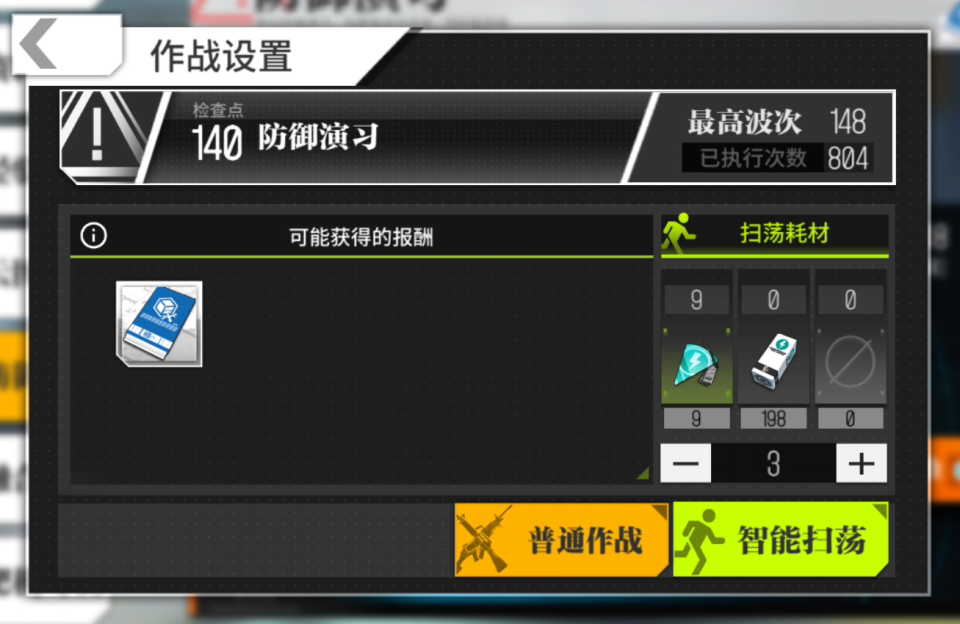 作战设置
检查点
140 防御演习
最高波次 148
已执行次数 804
可能获得的报酬
扫荡耗材
9 0 0
9 198 0
3
普通作战
智能扫荡